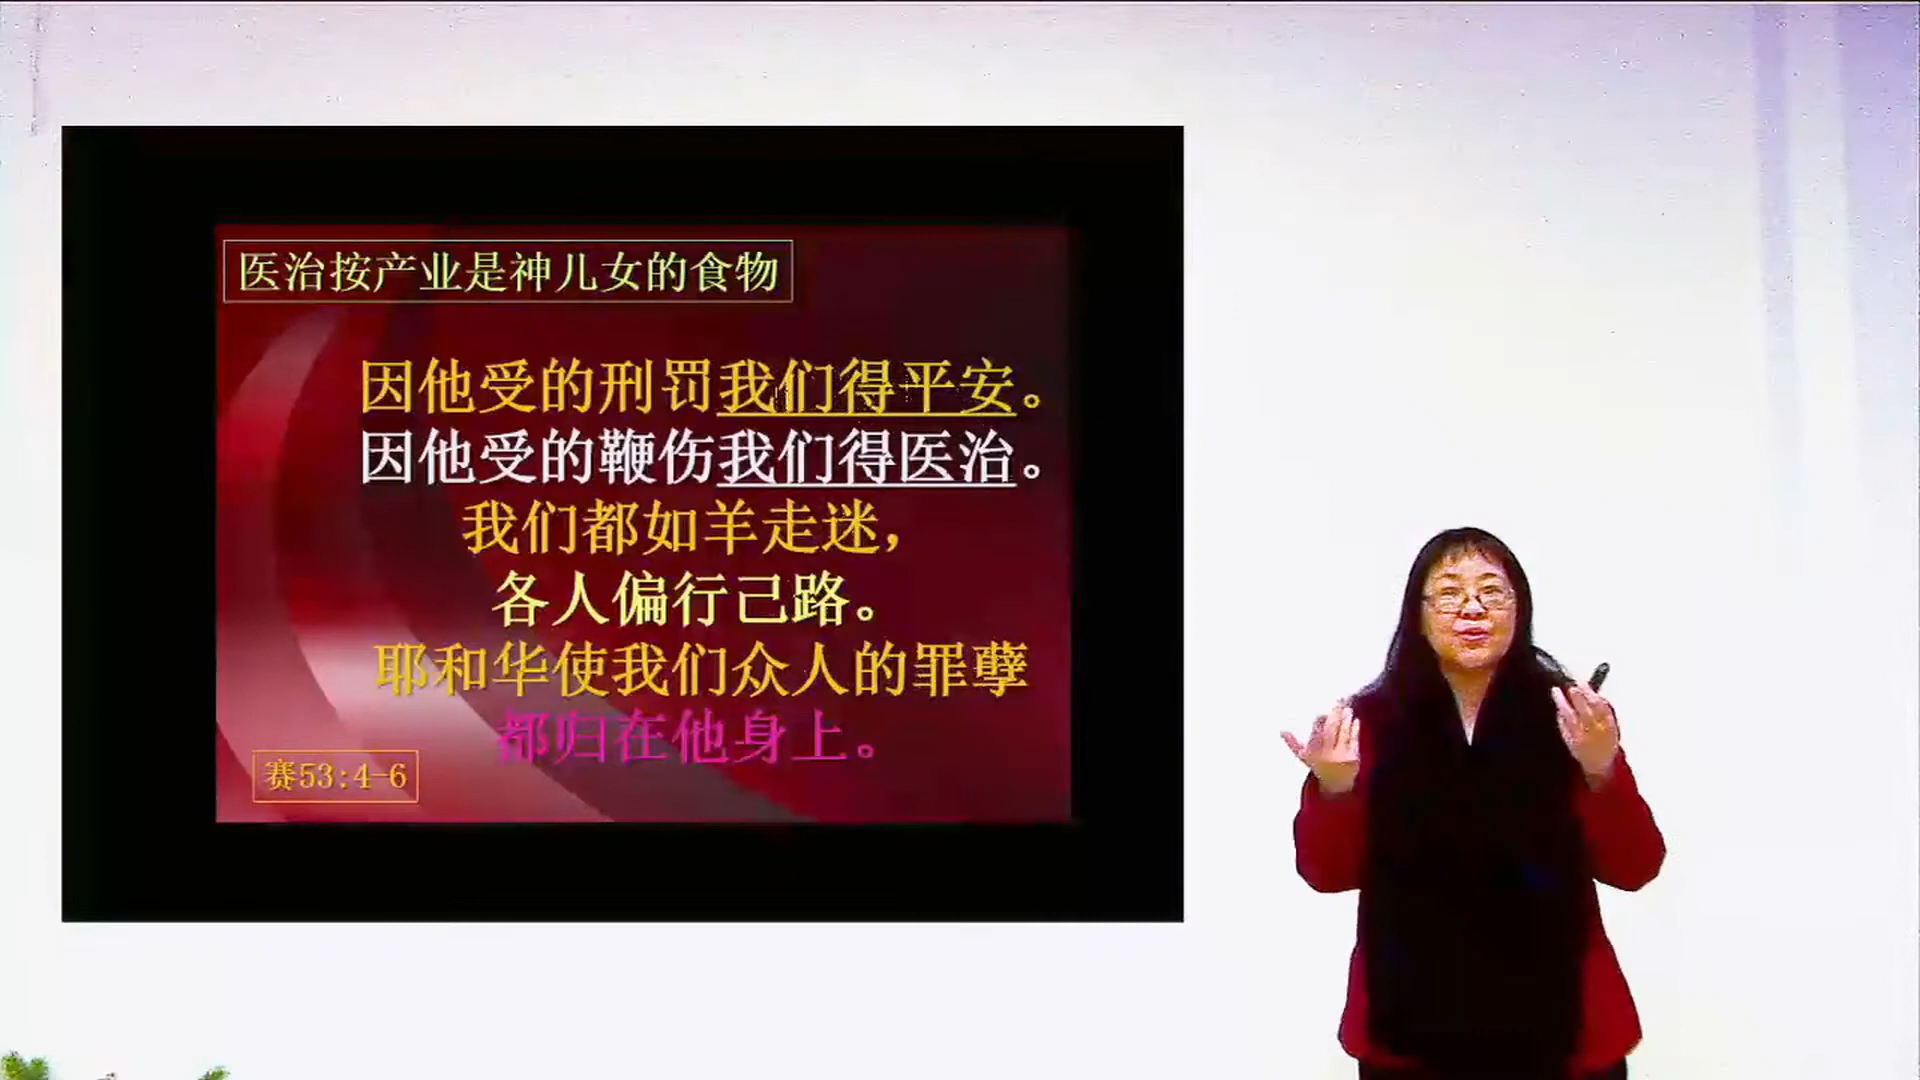 医治按产业是神儿女的食物
因他受的刑罚我们得平安。
因他受的鞭伤我们得医治。
我们都如羊走迷，
各人偏行己路。
耶和华使我们众人的罪孽
都归在他身上。
赛53:4-6